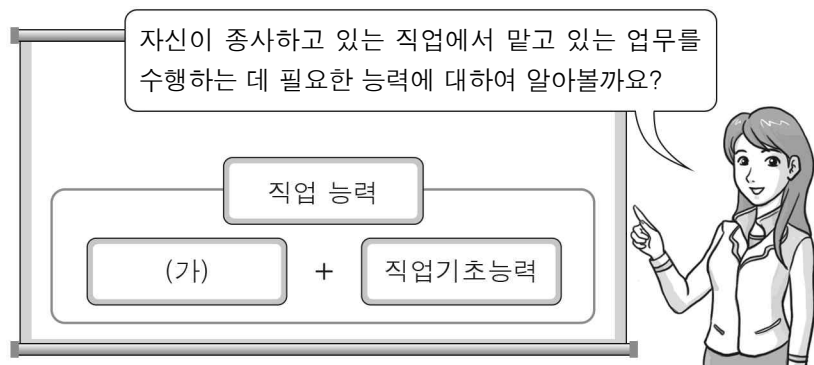 자신이 종사하고 있는 직업에서 맡고 있는 업무를
수행하는 데 필요한 능력에 대하여 알아볼까요?
직업 능력
(가) + 직업기초능력